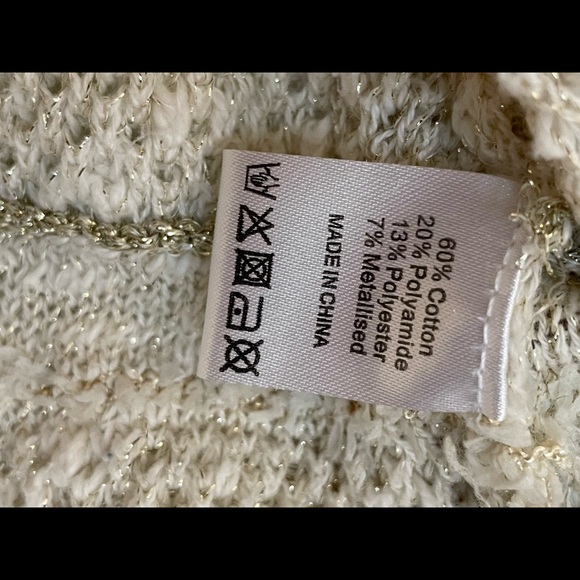 60% Cotton
20% Polyamide
13% Polyester
7% Metallised
MADE IN CHINA